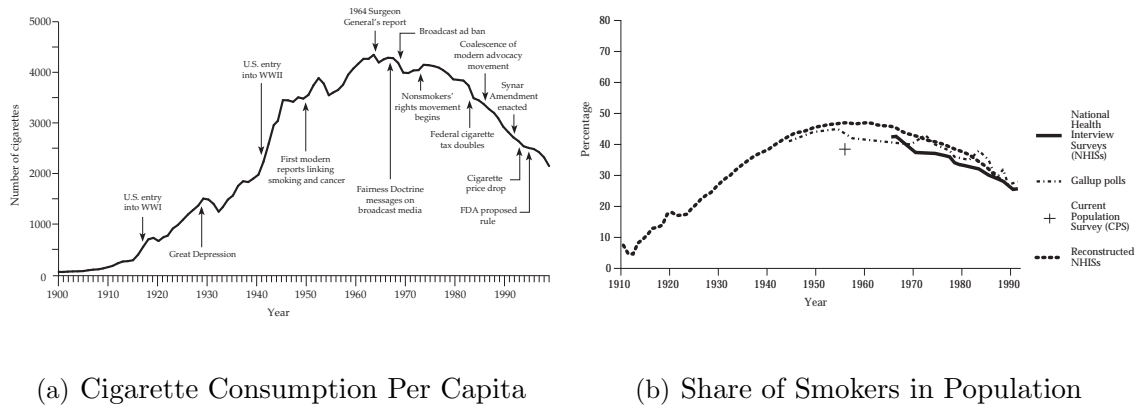 5000
4000
3000
2000
1000
0
Number of cigarettes
1900
1910
1920
1930
1940
1950
1960
1970
1980
1990
Year
U.S. entry
into WWI
Great Depression
U.S. entry
into WWII
First modern
reports linking
smoking and cancer
1964 Surgeon
General's report
Fairness Doctrine
messages on
broadcast media
Broadcast ad ban
Nonsmokers'
rights movement
begins
Federal cigarette
tax doubles
Coalescence of
modern advocacy
movement
Synar
Amendment
enacted
Cigarette
price drop
FDA proposed
rule
(a) Cigarette Consumption Per Capita
80
70
60
50
40
30
20
10
0
Percentage
1910
1920
1930
1940
1950
1960
1970
1980
1990
Year
National
Health
Interview
Surveys
(NHISs)
Gallup polls
Current
Population
Survey (CPS)
Reconstructed
NHISs
(b) Share of Smokers in Population